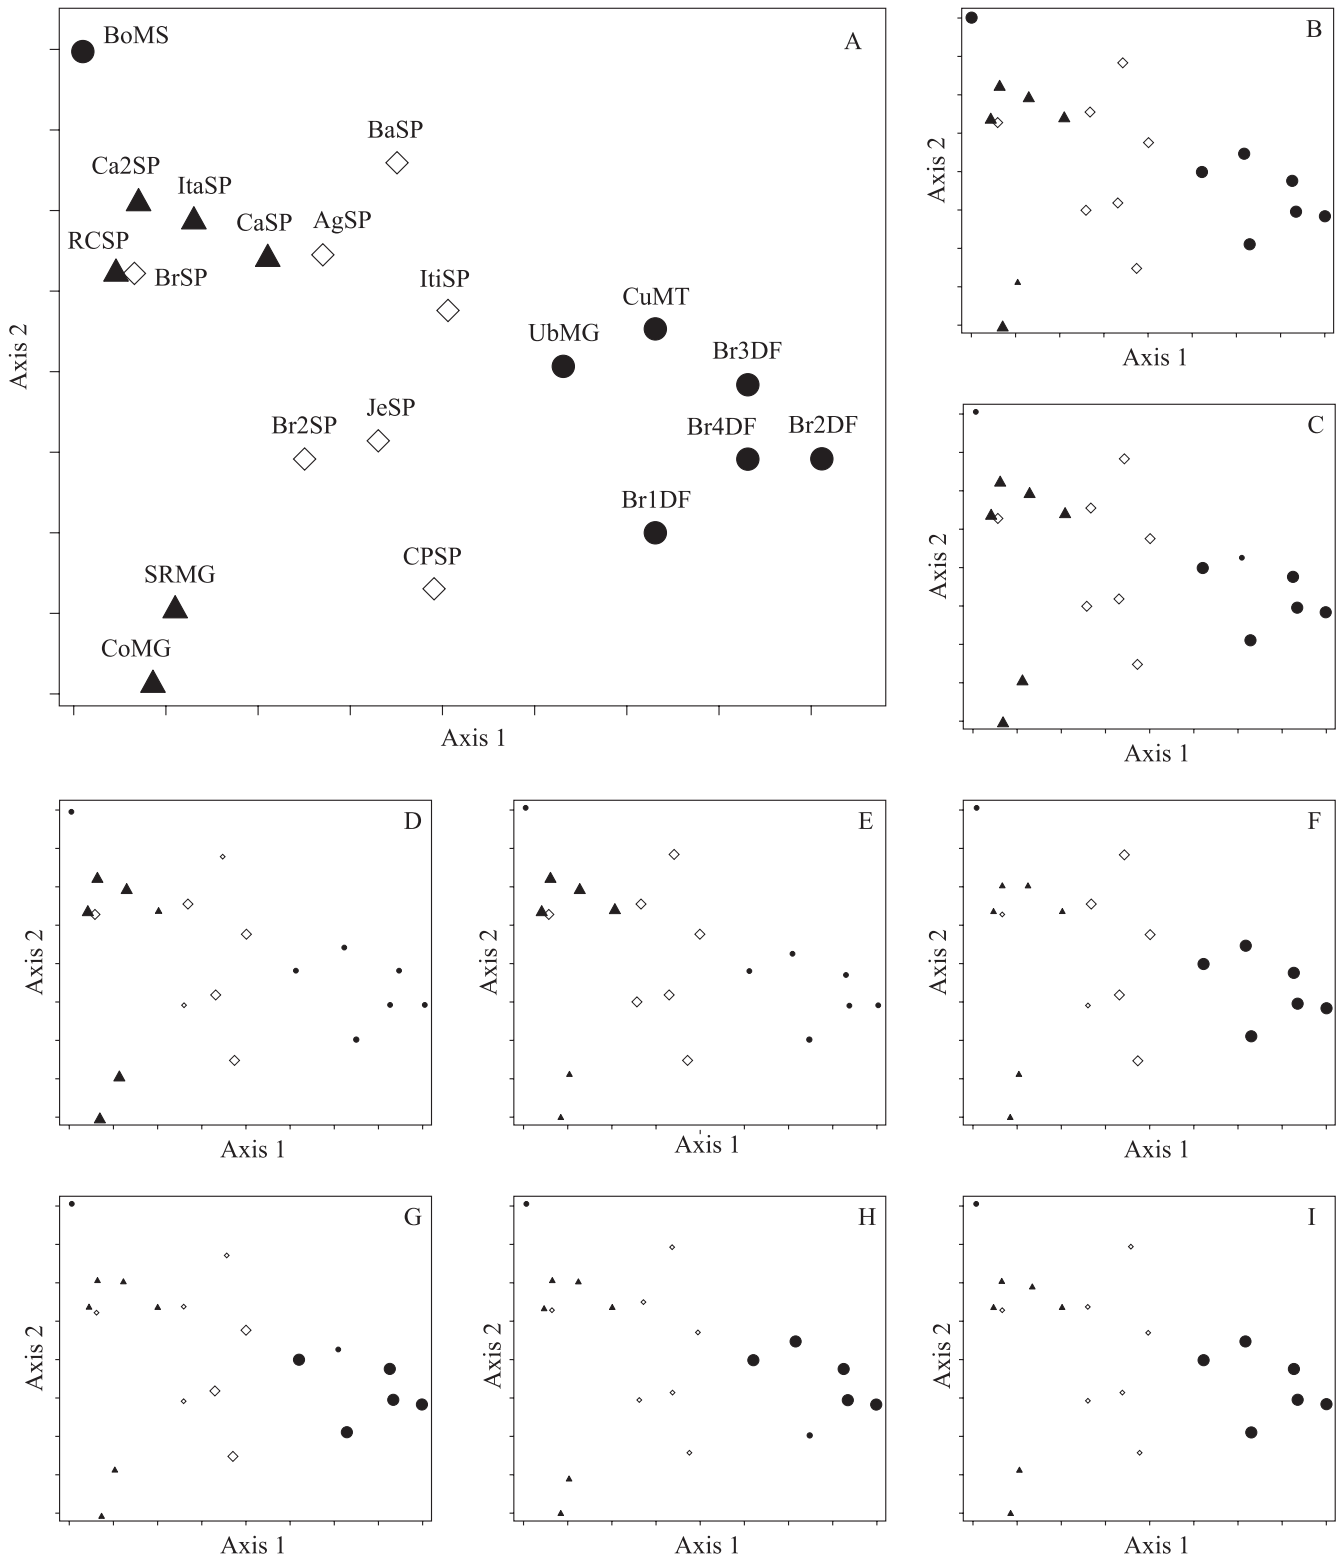 BoMS
A
BaSP
Ca2SP
ItaSP
CaSP
AgSP
RCSP
BrSP
ItiSP
CuMT
UbMG
Br3DF
JeSP
Br2SP
Br4DF
Br2DF
Br1DF
CPSP
SRMG
CoMG
Axis 2
Axis 1
B
Axis 2
Axis 1
C
Axis 2
Axis 1
D
Axis 2
Axis 1
E
Axis 2
Axis 1
F
Axis 2
Axis 1
G
Axis 2
Axis 1
H
Axis 2
Axis 1
I
Axis 2
Axis 1